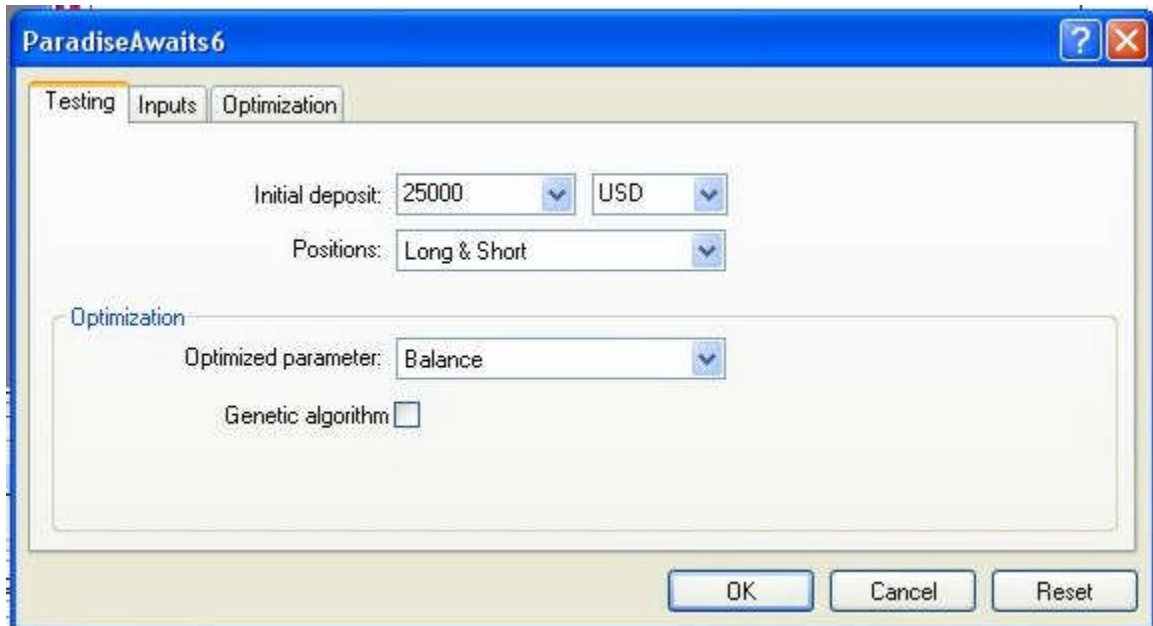 ParadiseAwaits6
Testing Inputs Optimization
Initial deposit: 25000 USD
Positions: Long & Short
Optimization
Optimized parameter: Balance
Genetic algorithm
OK Cancel Reset